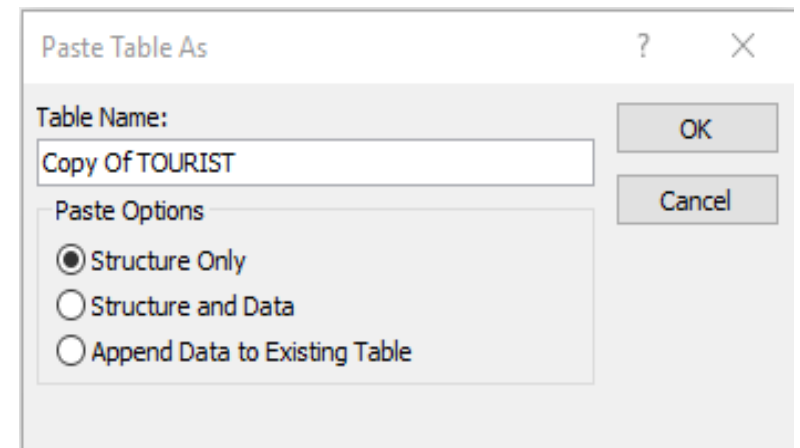 Paste Table As ?
Table Name:
OK
Copy Of TOURIST
Cancel
Paste Options
Structure Only
Structure and Data
Append Data to Existing Table